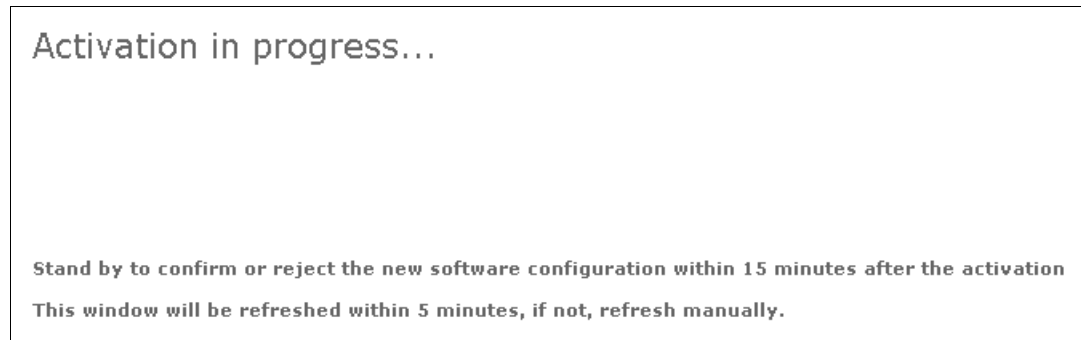 Activation in progress...
Stand by to confirm or reject the new software configuration within 15 minutes after the activation
This window will be refreshed within 5 minutes, if not, refresh manually.